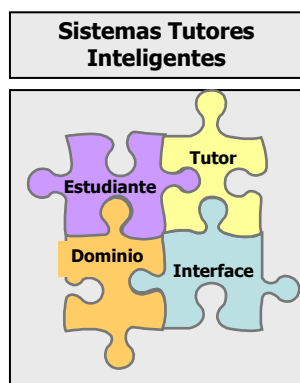 Sistemas Tutores
Inteligentes
Tutor
Estudiante
Dominio
Interface